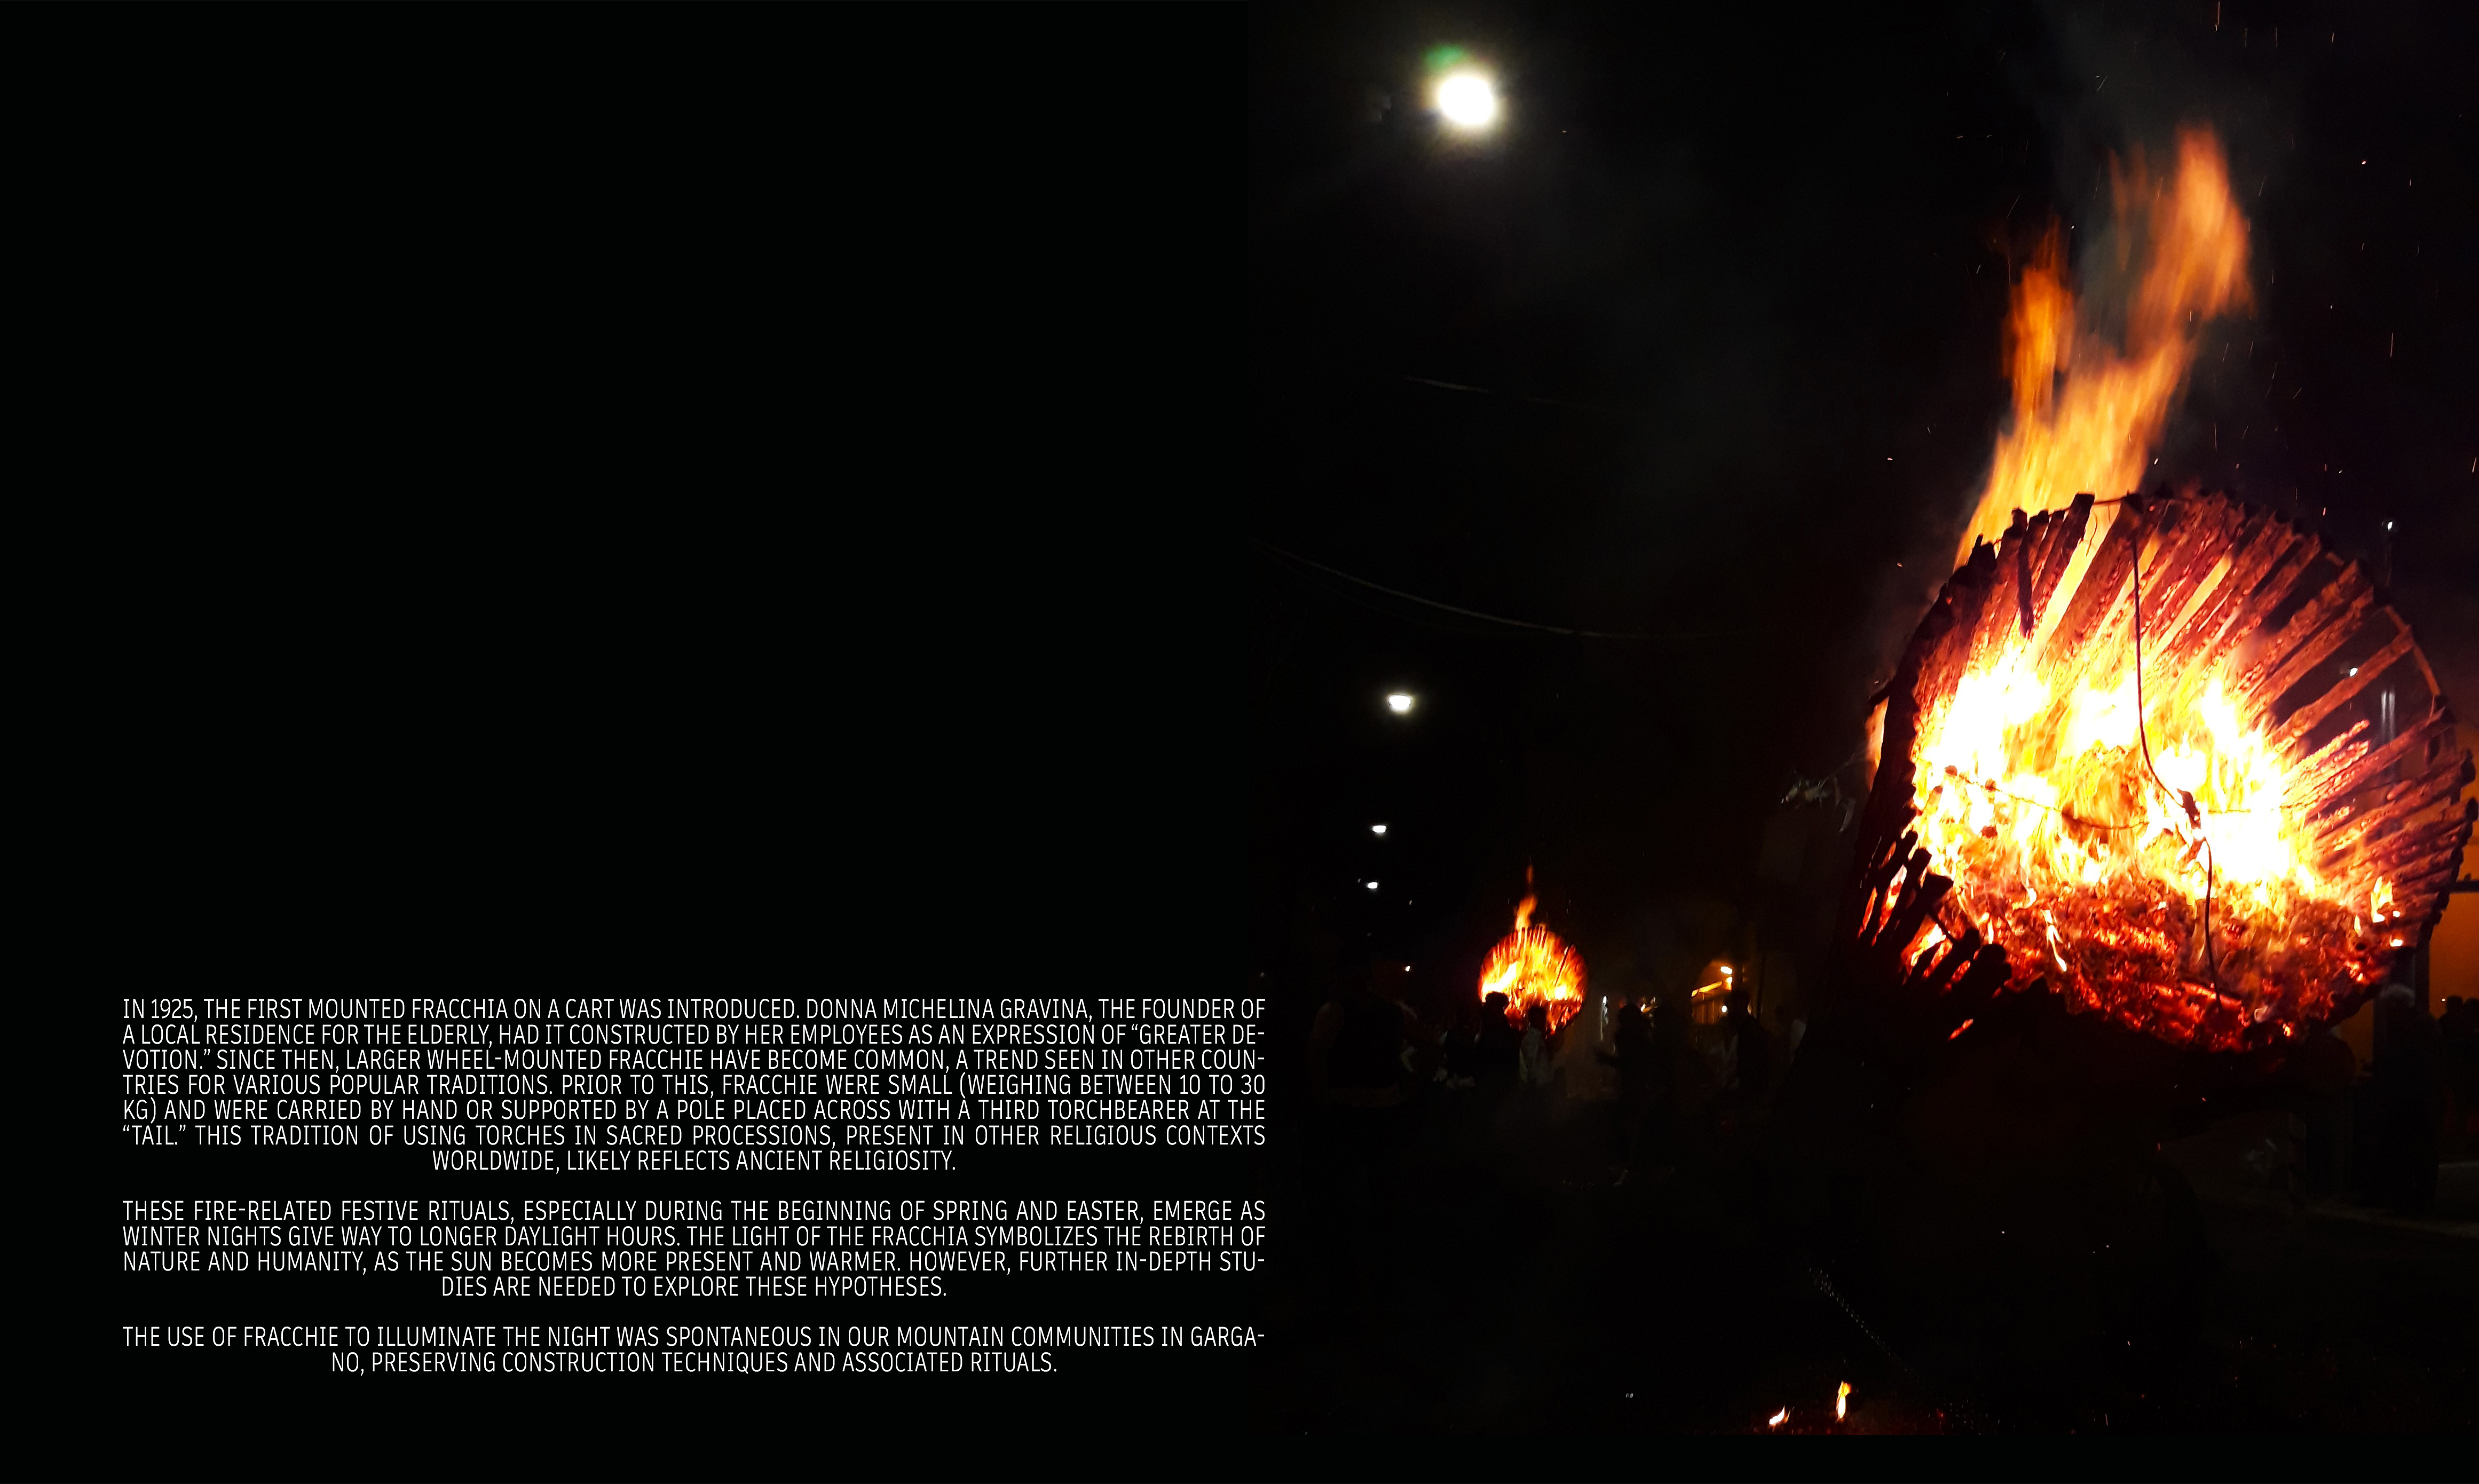 IN 1925, THE FIRST MOUNTED FRACCHIA ON A CART WAS INTRODUCED. DONNA MICHELINA GRAVINA, THE FOUNDER OF
A LOCAL RESIDENCE FOR THE ELDERLY, HAD IT CONSTRUCTED BY HER EMPLOYEES AS AN EXPRESSION OF “GREATER DE-
VOTION.” SINCE THEN, LARGER WHEEL-MOUNTED FRACCHIE HAVE BECOME COMMON, A TREND SEEN IN OTHER COUN-
TRIES FOR VARIOUS POPULAR TRADITIONS. PRIOR TO THIS, FRACCHIE WERE SMALL (WEIGHING BETWEEN 10 TO 30
KG) AND WERE CARRIED BY HAND OR SUPPORTED BY A POLE PLACED ACROSS WITH A THIRD TORCHBEARER AT THE
“TAIL.” THIS TRADITION OF USING TORCHES IN SACRED PROCESSIONS, PRESENT IN OTHER RELIGIOUS CONTEXTS
WORLDWIDE, LIKELY REFLECTS ANCIENT RELIGIOSITY.
THESE FIRE-RELATED FESTIVE RITUALS, ESPECIALLY DURING THE BEGINNING OF SPRING AND EASTER, EMERGE AS
WINTER NIGHTS GIVE WAY TO LONGER DAYLIGHT HOURS. THE LIGHT OF THE FRACCHIA SYMBOLIZES THE REBIRTH OF
NATURE AND HUMANITY, AS THE SUN BECOMES MORE PRESENT AND WARMER. HOWEVER, FURTHER IN-DEPTH STU-
DIES ARE NEEDED TO EXPLORE THESE HYPOTHESES.
THE USE OF FRACCHIE TO ILLUMINATE THE NIGHT WAS SPONTANEOUS IN OUR MOUNTAIN COMMUNITIES IN GARGA-
NO, PRESERVING CONSTRUCTION TECHNIQUES AND ASSOCIATED RITUALS.